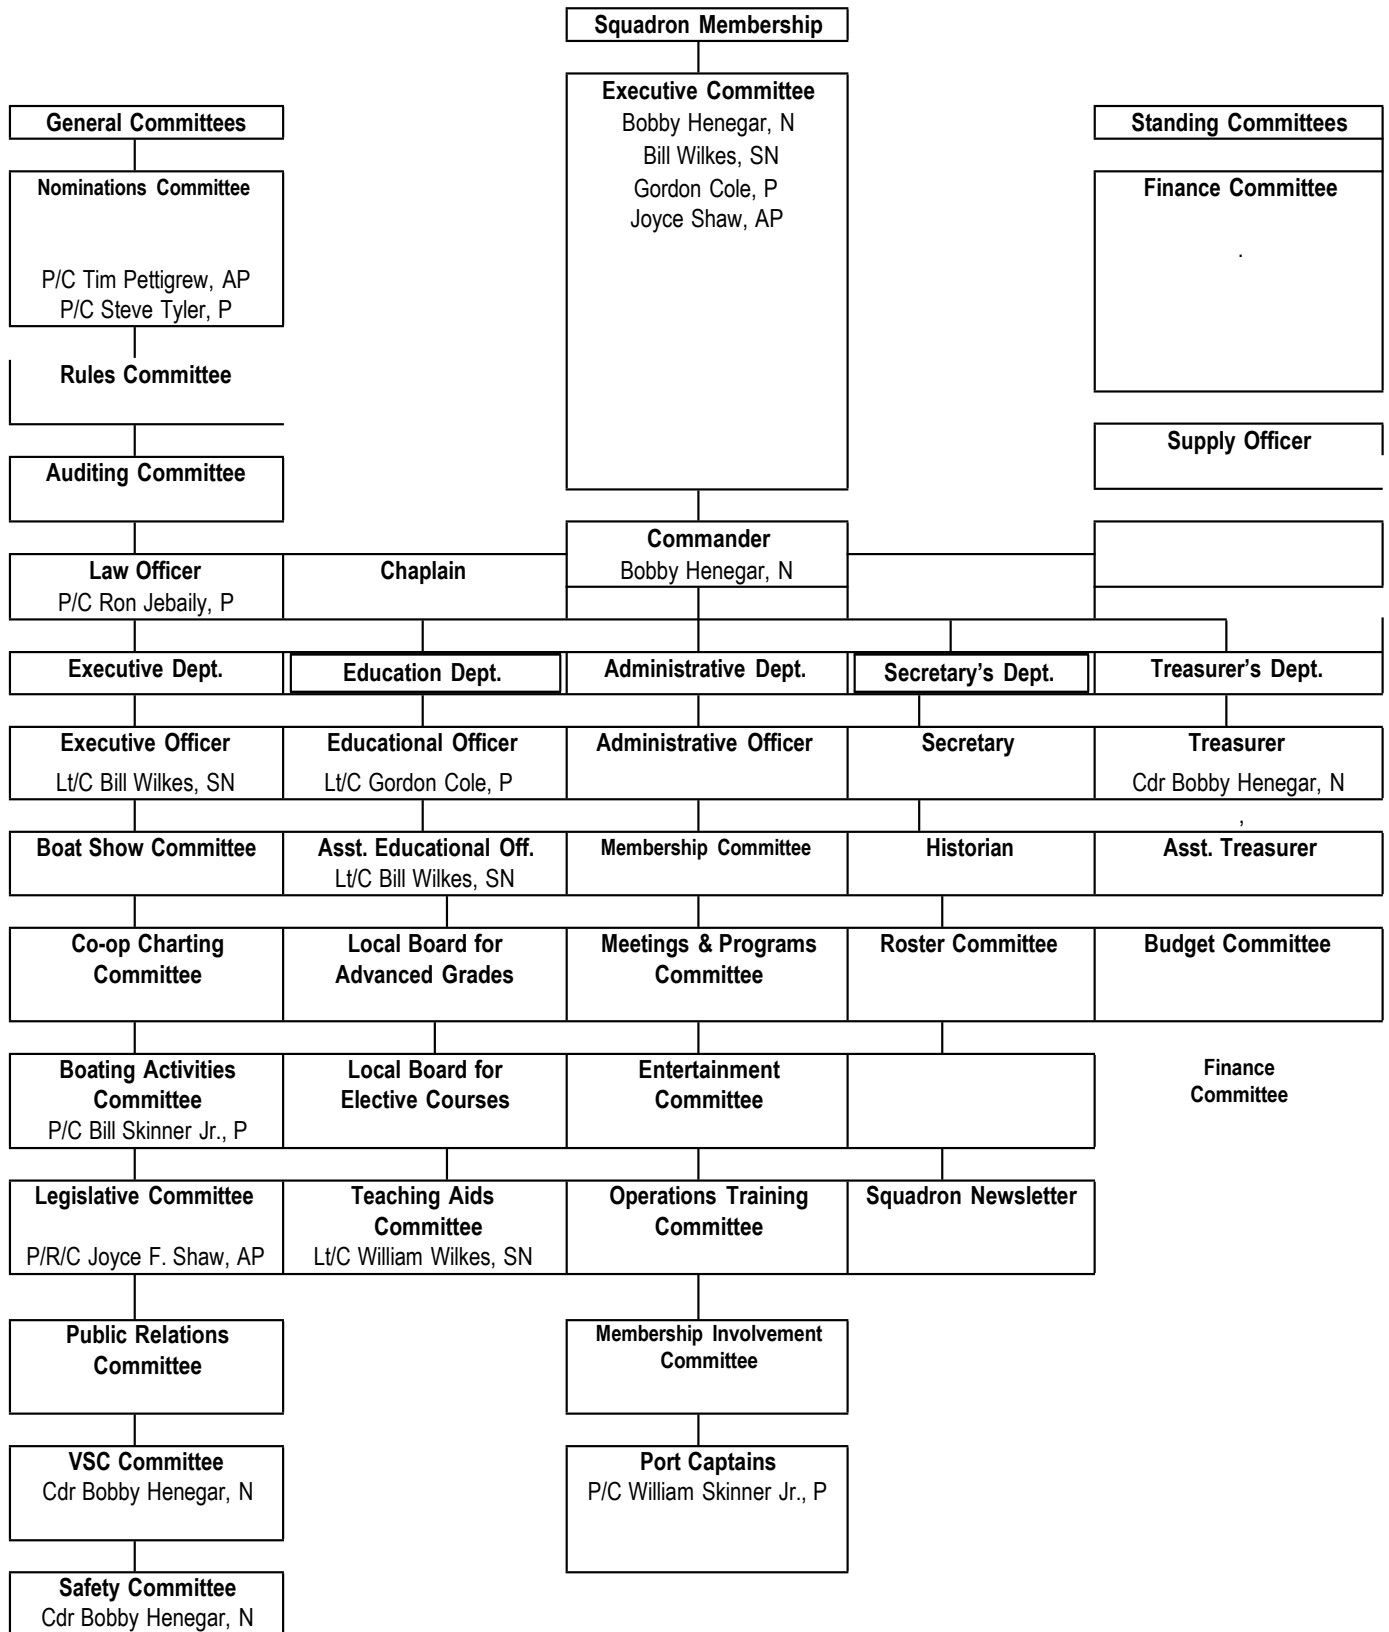 Squadron Membership
Executive Committee
Bobby Henegar, N
Bill Wilkes, SN
Gordon Cole, P
Joyce Shaw, AP
General Committees
Nominations Committee
P/C Tim Pettigrew, AP
P/C Steve Tyler, P
Rules Committee
Auditing Committee
Law Officer
P/C Ron Jebaily, P
Chaplain
Commander
Bobby Henegar, N
Standing Committees
Finance Committee
.
Supply Officer
Executive Dept.
Education Dept.
Administrative Dept.
Secretary’s Dept.
Treasurer’s Dept.
Executive Officer
Lt/C Bill Wilkes, SN
Educational Officer
Lt/C Gordon Cole, P
Administrative Officer
Secretary
Treasurer
Cdr Bobby Henegar, N
,
Boat Show Committee
Asst. Educational Off.
Lt/C Bill Wilkes, SN
Membership Committee
Historian
Asst. Treasurer
Co-op Charting
Committee
Local Board for
Advanced Grades
Meetings & Programs
Committee
Roster Committee
Budget Committee
Boating Activities
Committee
P/C Bill Skinner Jr., P
Local Board for
Elective Courses
Entertainment
Committee
Finance
Committee
Legislative Committee
P/R/C Joyce F. Shaw, AP
Teaching Aids
Committee
Lt/C William Wilkes, SN
Operations Training
Committee
Squadron Newsletter
Public Relations
Committee
Membership Involvement
Committee
VSC Committee
Cdr Bobby Henegar, N
Port Captains
P/C William Skinner Jr., P
Safety Committee
Cdr Bobby Henegar, N